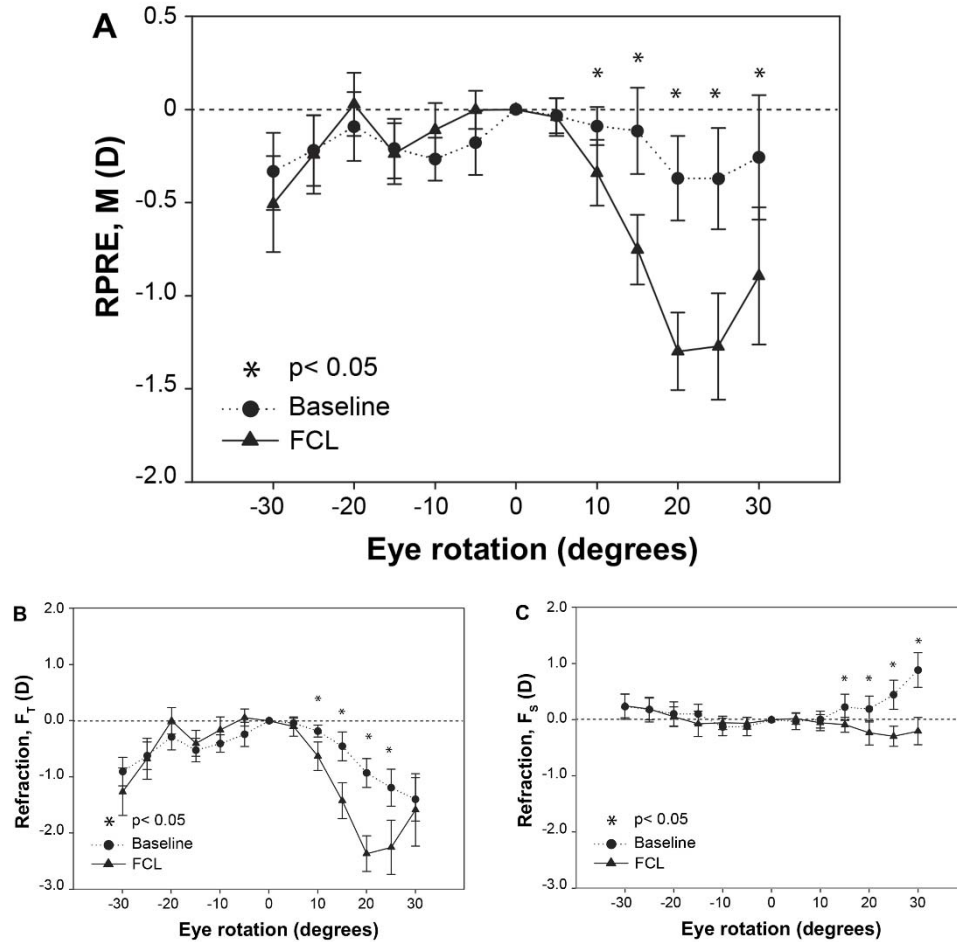 A
0.5
0
-0.5
-1.0
-1.5
-2.0
RPRE, M (D)
* * * * *
* p< 0.05
Baseline
FCL
-30 -20 -10 0 10 20 30
Eye rotation (degrees)
B
2.0
1.0
0.0
-1.0
-2.0
-3.0
Refraction, FT (D)
* * * *
* p< 0.05
Baseline
FCL
-30 -20 -10 0 10 20 30
Eye rotation (degrees)
C
2.0
1.0
0.0
-1.0
-2.0
-3.0
Refraction, FS (D)
* * * *
* p< 0.05
Baseline
FCL
-30 -20 -10 0 10 20 30
Eye rotation (degrees)